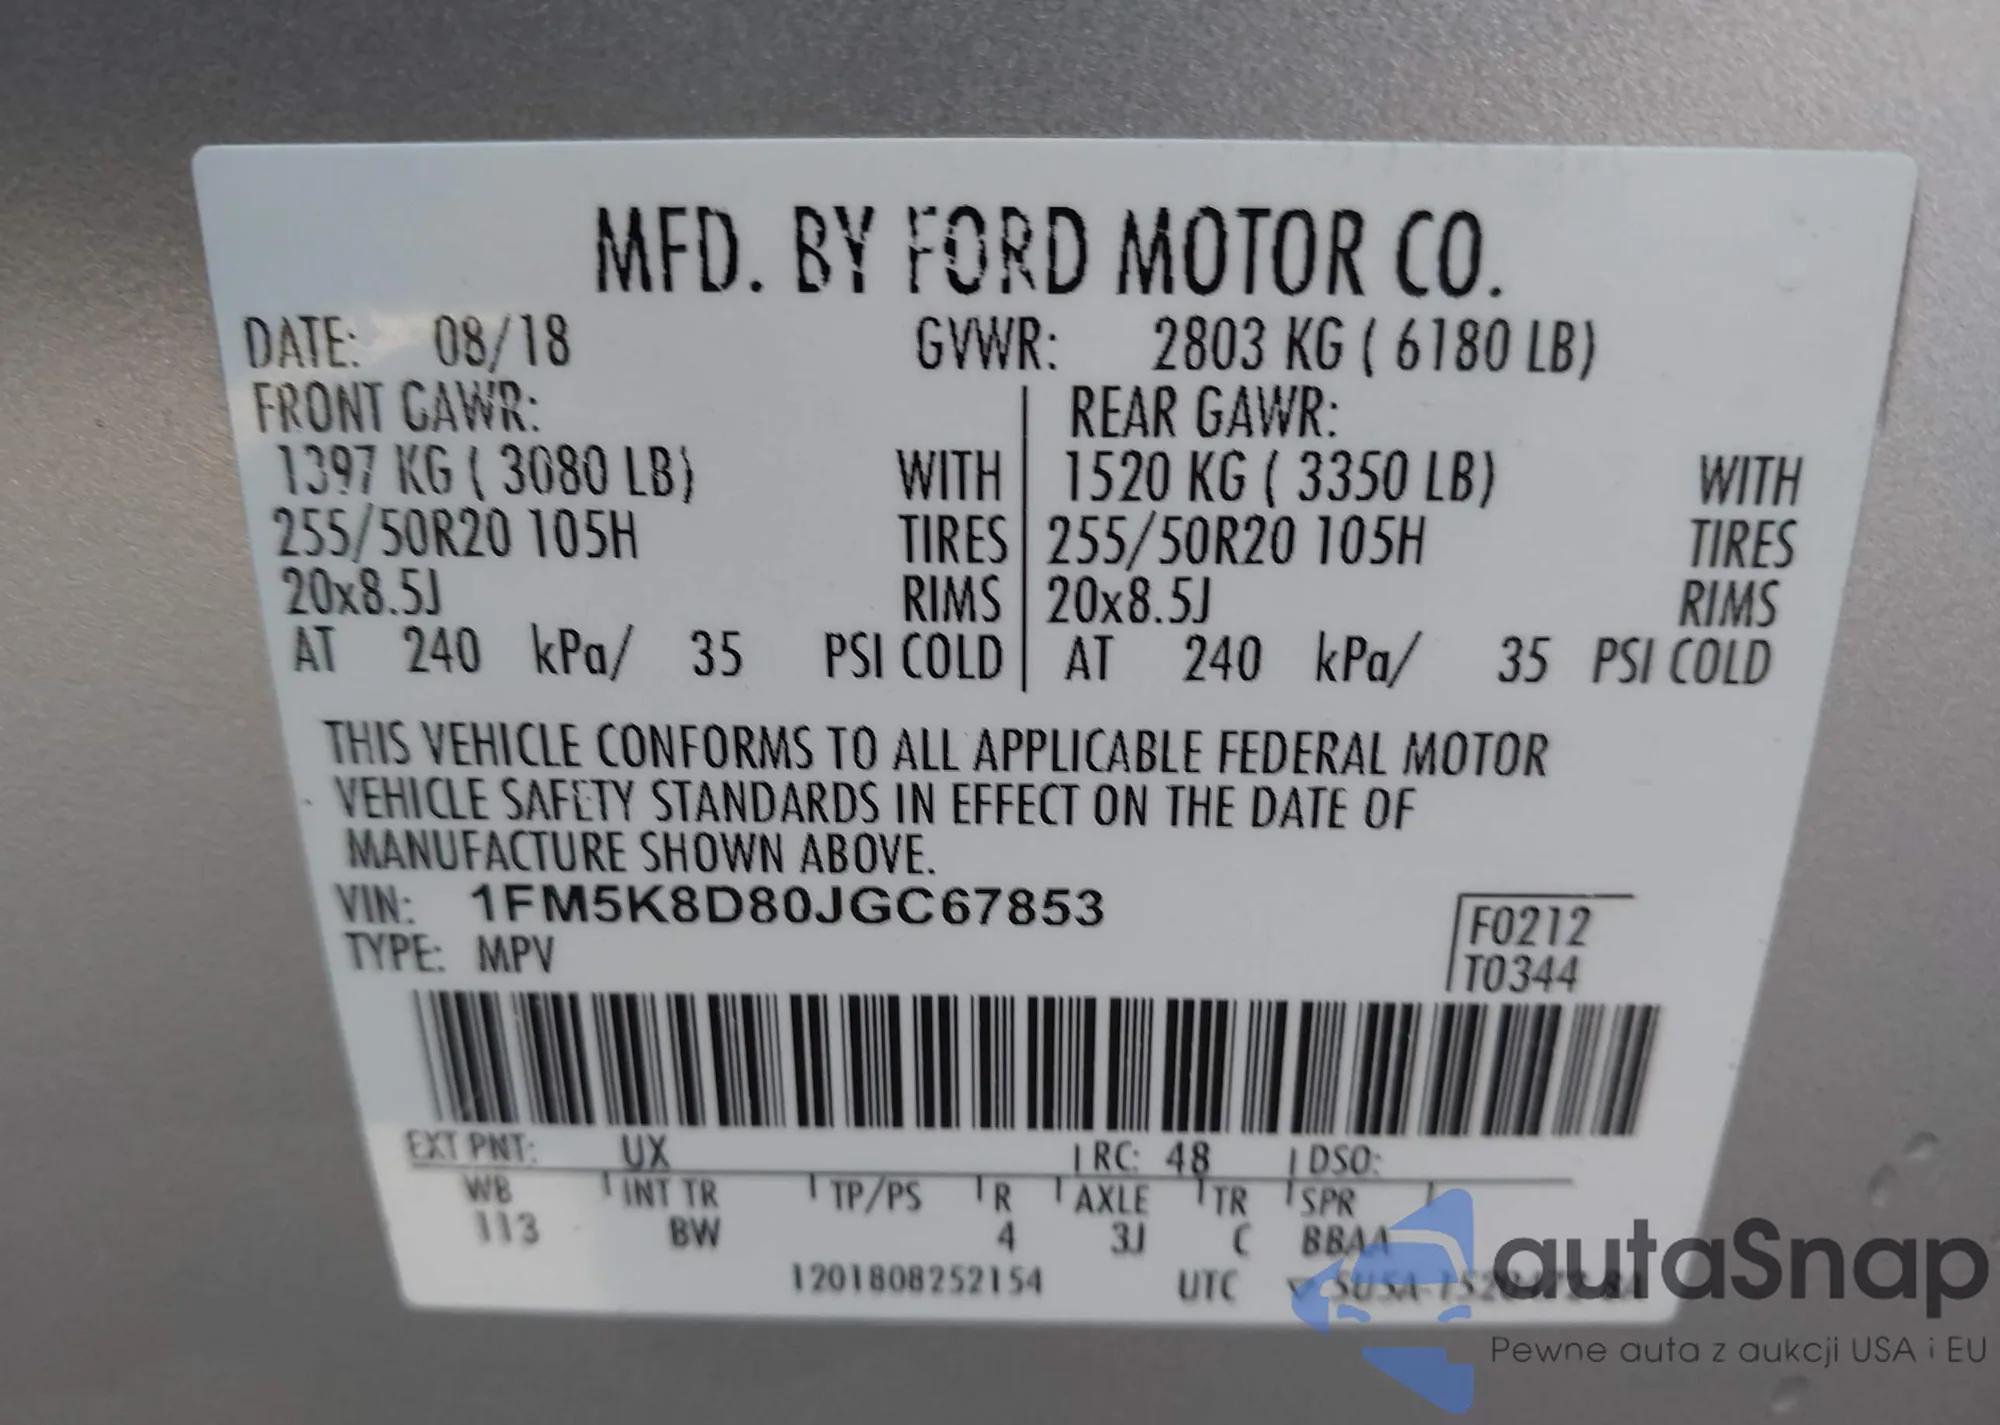 MFD. BY FORD MOTOR CO.
DATE: 08/18 GVWR: 2803 KG ( 6180 LB)
FRONT GAWR: REAR GAWR:
1397 KG ( 3080 LB) WITH 1520 KG ( 3350 LB) WITH
255/50R20 105H TIRES 255/50R20 105H TIRES
20x8.5J RIMS 20x8.5J RIMS
AT 240 kPa/ 35 PSI COLD AT 240 kPa/ 35 PSI COLD
THIS VEHICLE CONFORMS TO ALL APPLICABLE FEDERAL MOTOR
VEHICLE SAFETY STANDARDS IN EFFECT ON THE DATE OF
MANUFACTURE SHOWN ABOVE.
VIN: 1FM5K8D80JGC67853
TYPE: MPV
F0212
T0344
EXT PNT: UX RC: 48 DSO:
WB INT TR TP/PS R AXLE TR SPR
113 BW 4 3J C BBAA
1201808252154 UTC
autaSnap
Pewne auta z aukcji USA i EU